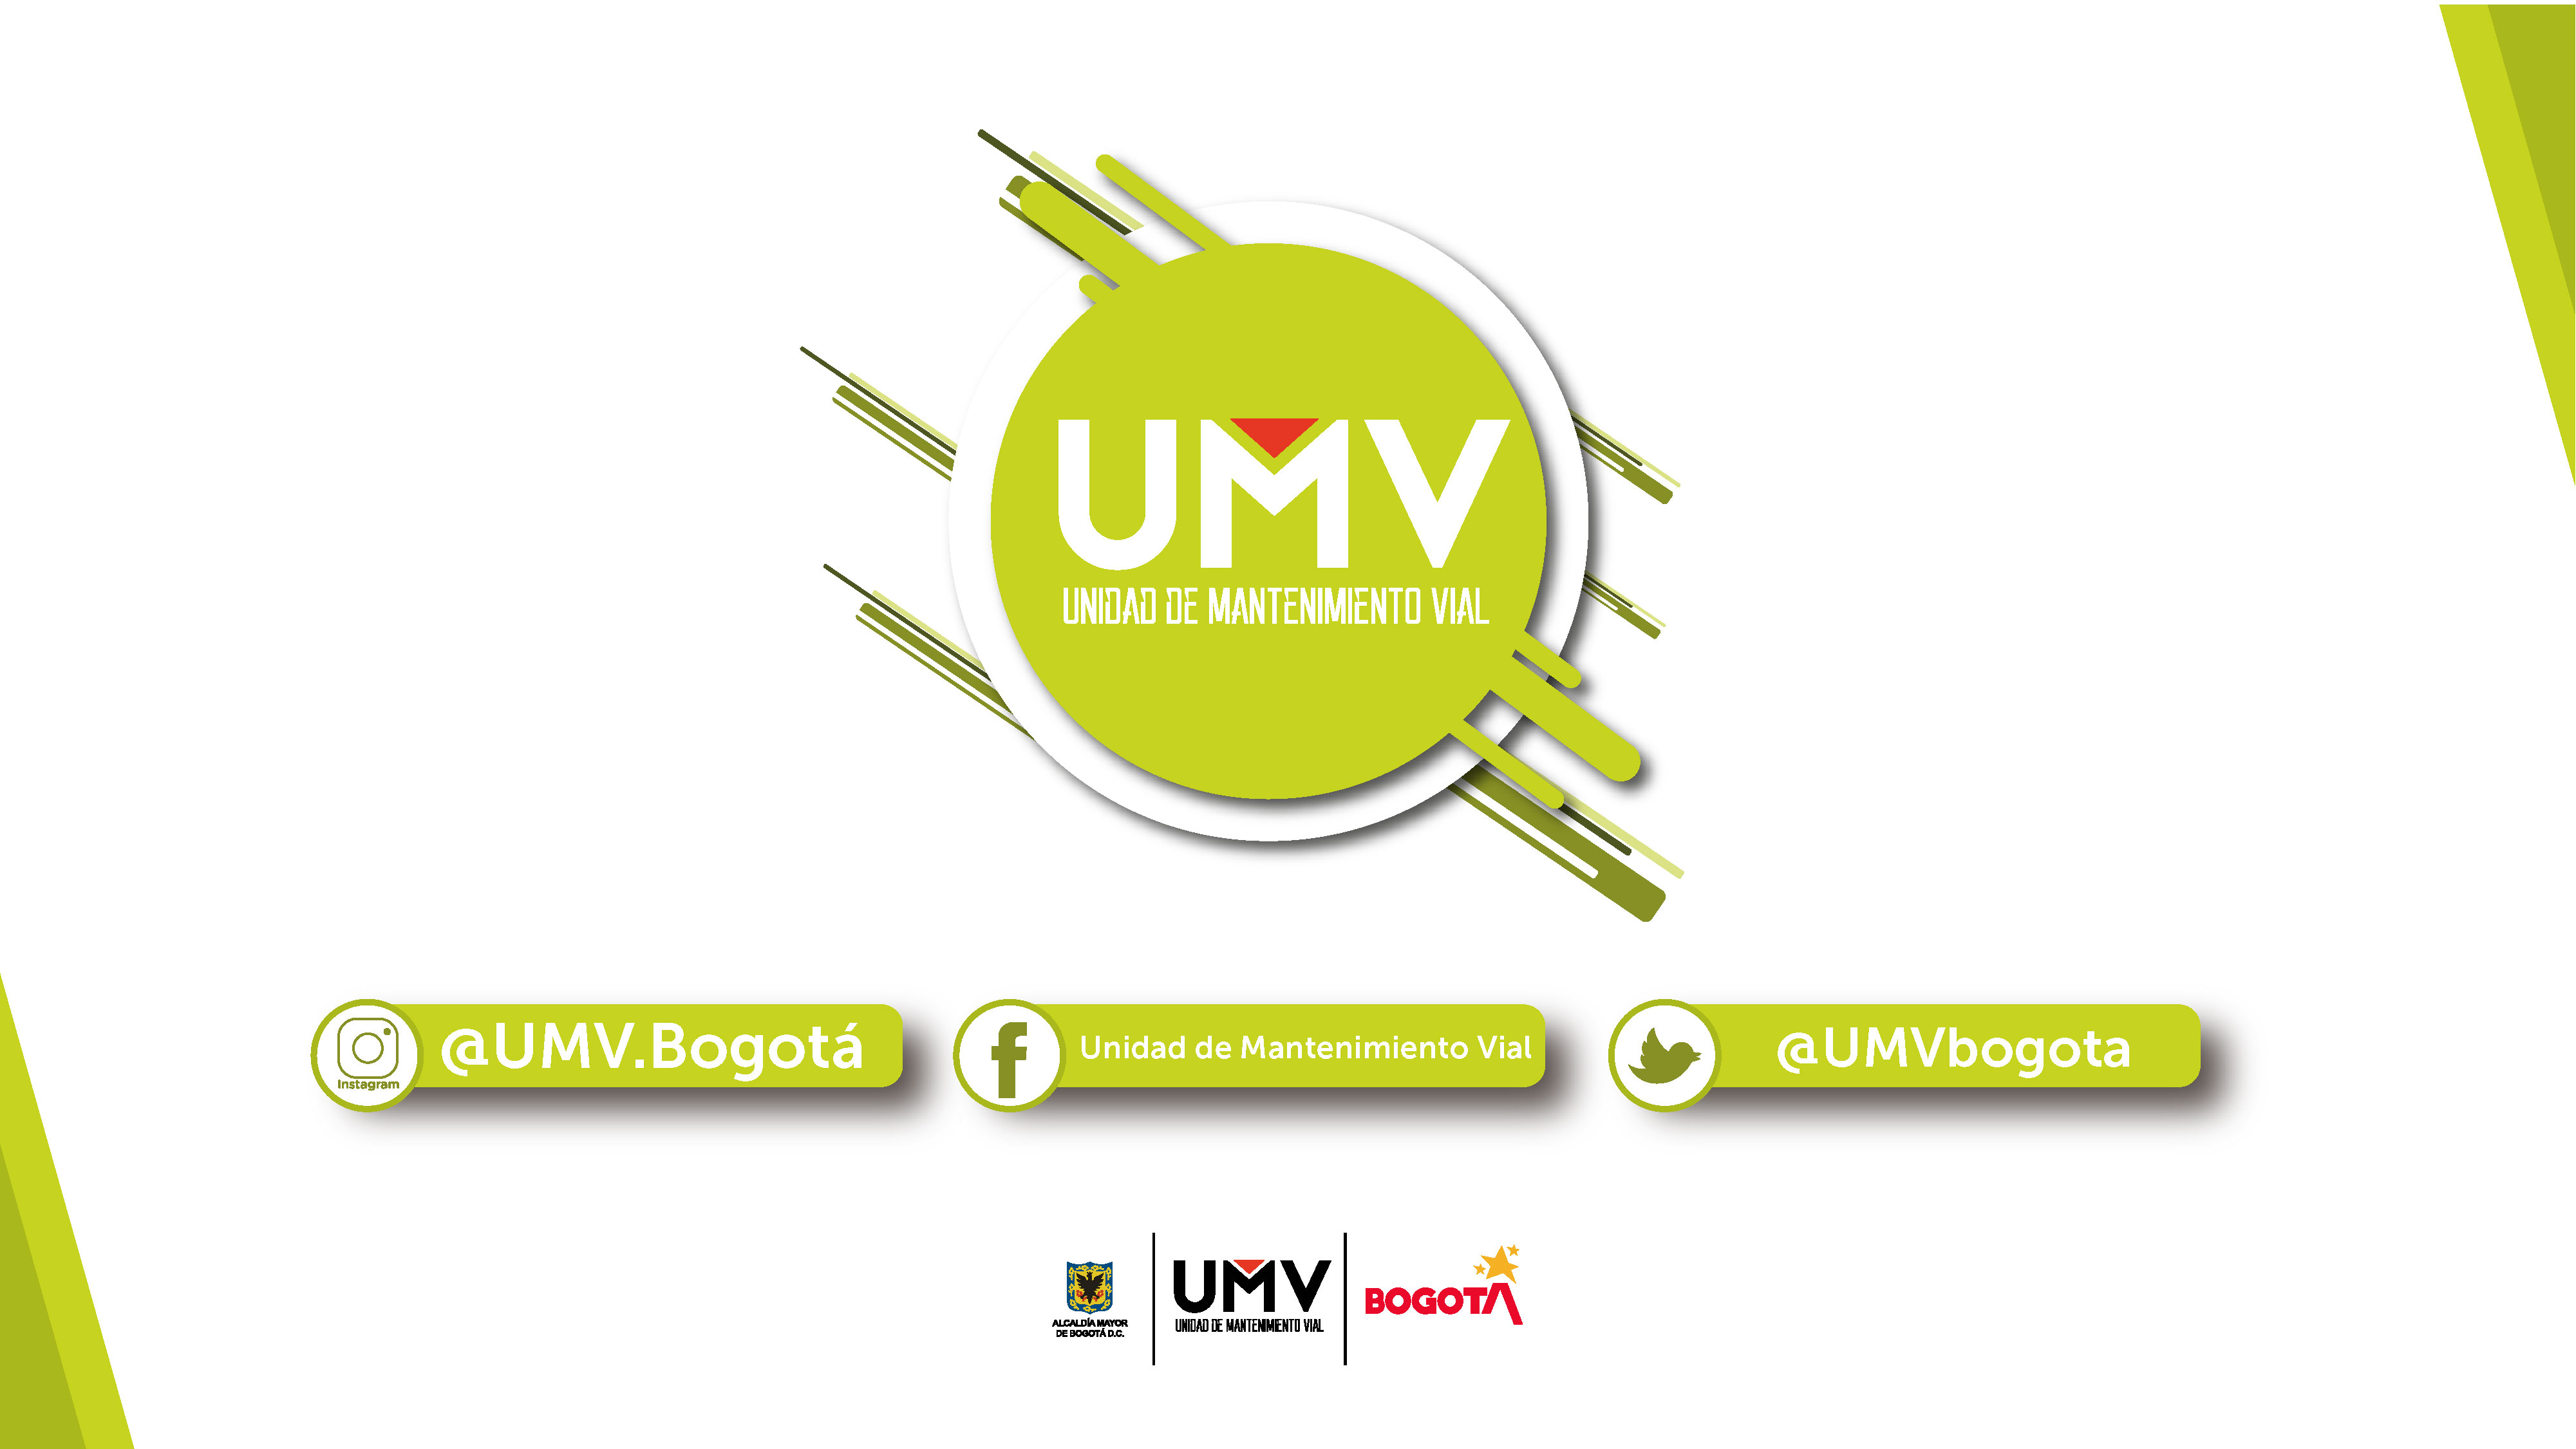 UMV
UNIDAD DE MANTENIMIENTO VIAL
Instagram
@UMV.Bogotá
f
Unidad de Mantenimiento Vial
@UMVbogota
ALCALDÍA MAYOR
DE BOGOTÁ D.C.
UMV
UNIDAD DE MANTENIMIENTO VIAL
BOGOTÁ